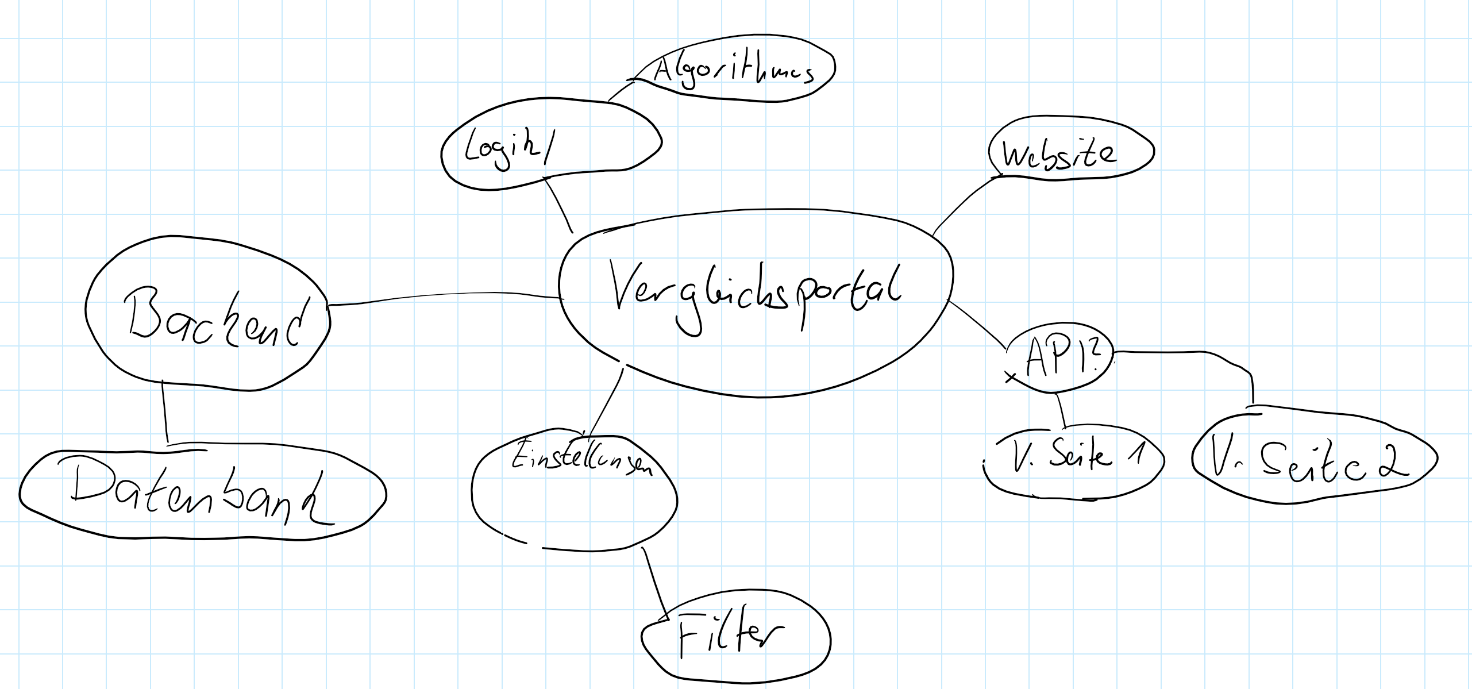 Algorithmus
Logik/
Website
Vergleichsportal
Backend
API?
x
Einstellungen
V. Seite 1
V. Seite 2
Datenbank
Filter